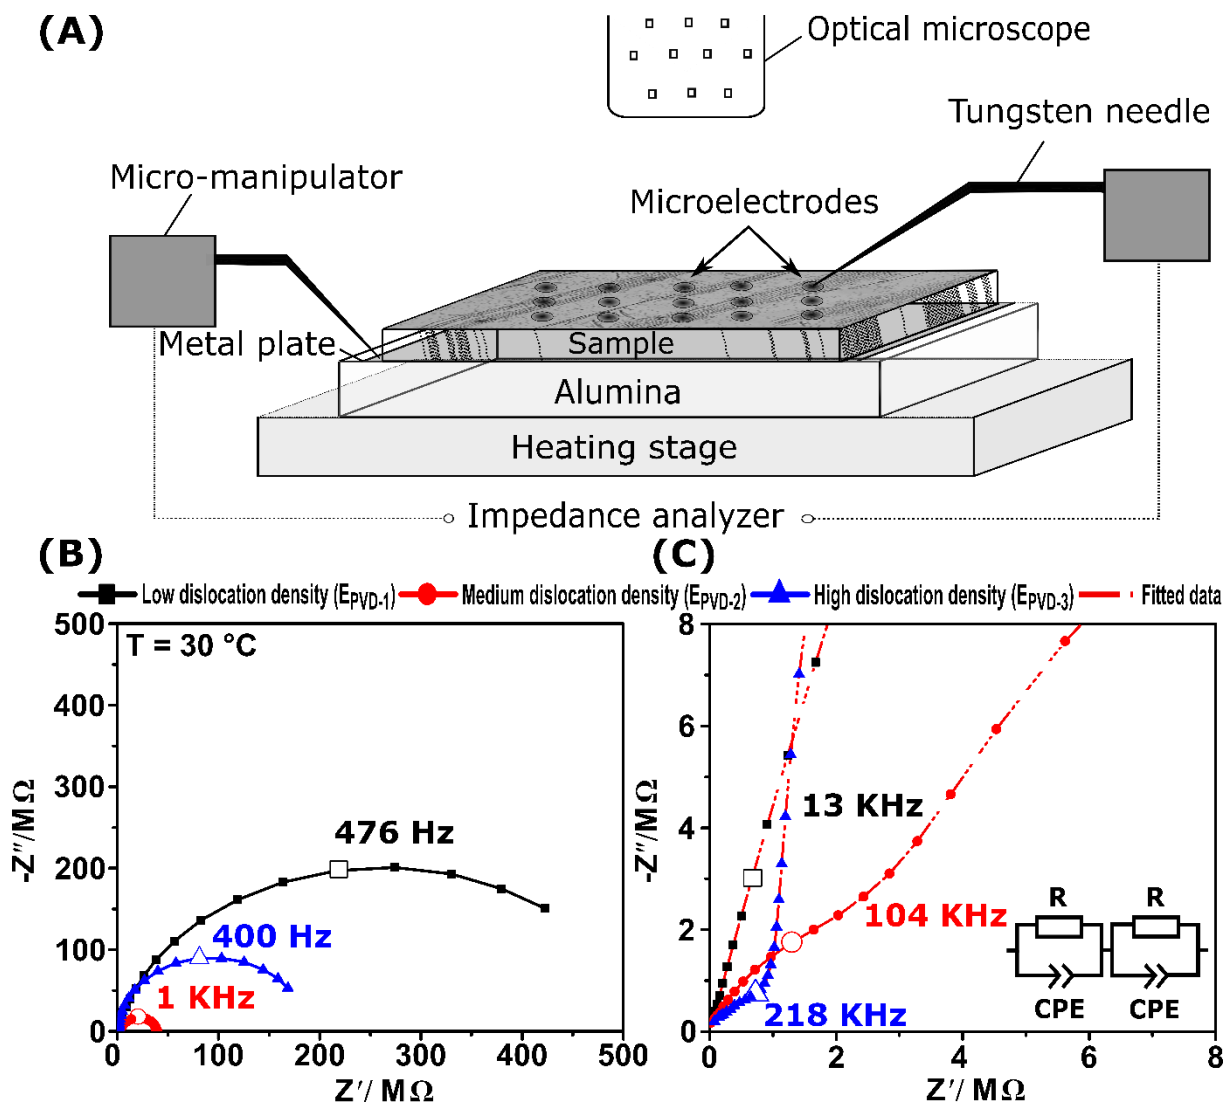 (A)
Optical microscope
Tungsten needle
Micro-manipulator
Microelectrodes
Metal plate
Sample
Alumina
Heating stage
Impedance analyzer
(B)
(C)
Low dislocation density (E_PVD-1) Medium dislocation density (E_PVD-2) High dislocation density (E_PVD-3) Fitted data
T = 30 °C
500
400
300
200
100
0
-Z''/MΩ
476 Hz
400 Hz
1 KHz
0 100 200 300 400 500
Z'/ MΩ
8
6
4
2
0
-Z''/MΩ
13 KHz
104 KHz
218 KHz
R R
CPE CPE
0 2 4 6 8
Z'/ MΩ